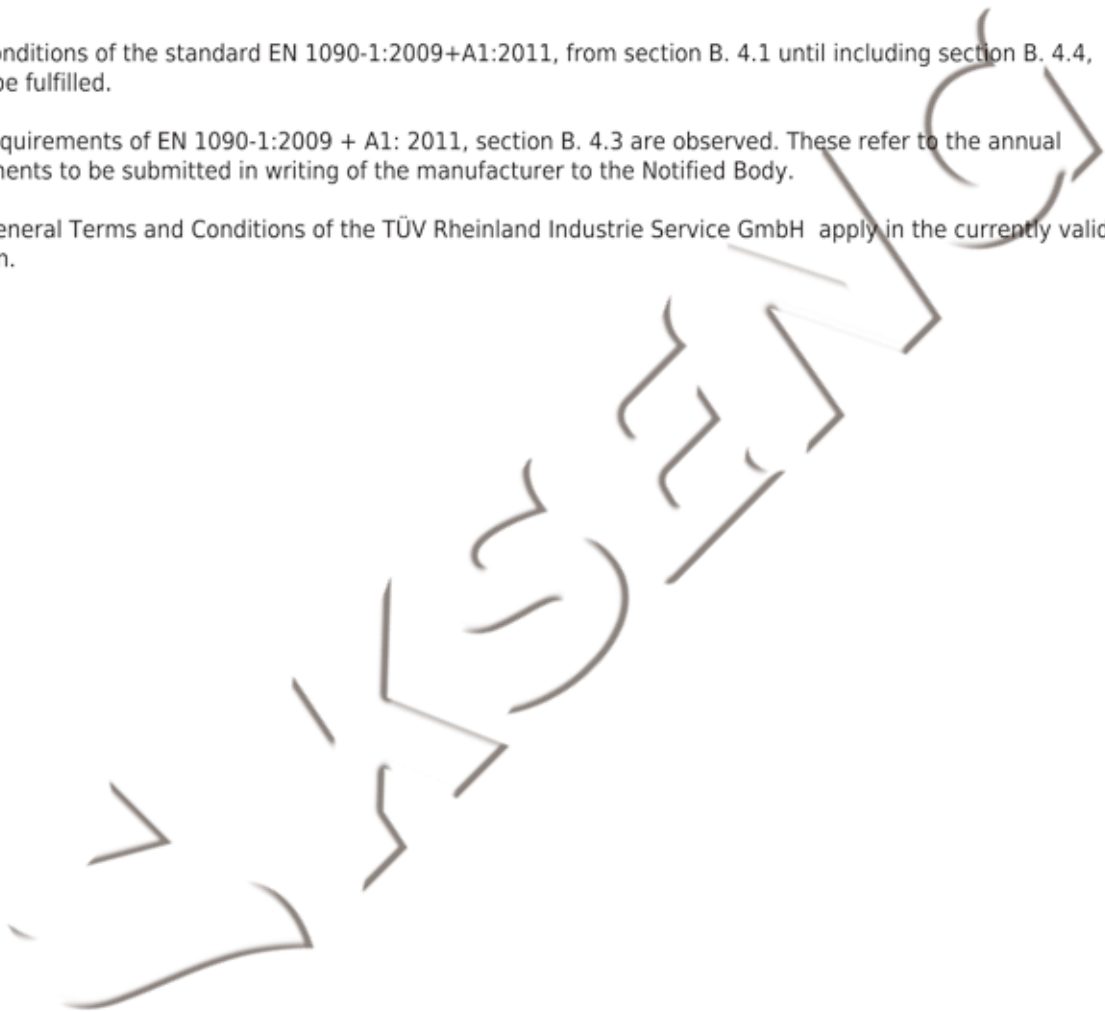 nditions of the standard EN 1090-1:2009+A1:2011, from section B. 4.1 until including section B. 4.4,
be fulfilled.
quirements of EN 1090-1:2009 + A1: 2011, section B. 4.3 are observed. These refer to the annual
ents to be submitted in writing of the manufacturer to the Notified Body.
eneral Terms and Conditions of the TÜV Rheinland Industrie Service GmbH apply in the currently valid
n.